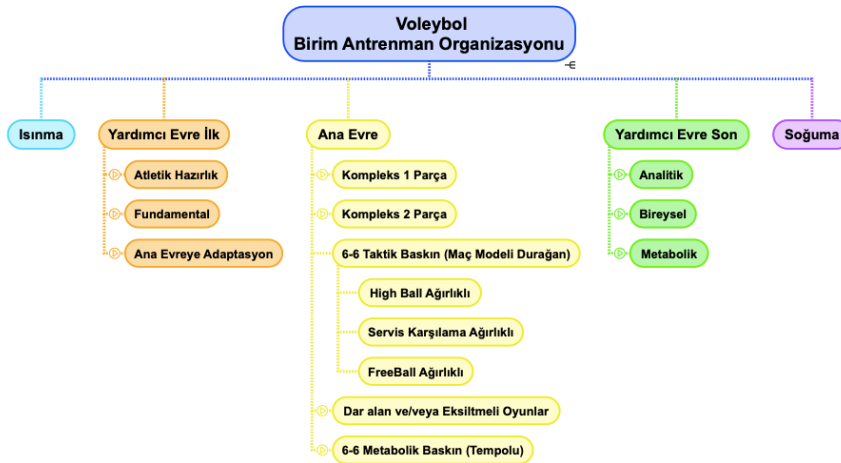 Voleybol
Birim Antrenman Organizasyonu
Isınma
Yardımcı Evre İlk
Atletik Hazırlık
Fundamental
Ana Evreye Adaptasyon
Ana Evre
Kompleks 1 Parça
Kompleks 2 Parça
6-6 Taktik Baskın (Maç Modeli Durağan)
High Ball Ağırlıklı
Servis Karşılama Ağırlıklı
FreeBall Ağırlıklı
Dar alan ve/veya Eksiltmeli Oyunlar
6-6 Metabolik Baskın (Tempolu)
Yardımcı Evre Son
Analitik
Bireysel
Metabolik
Soğuma